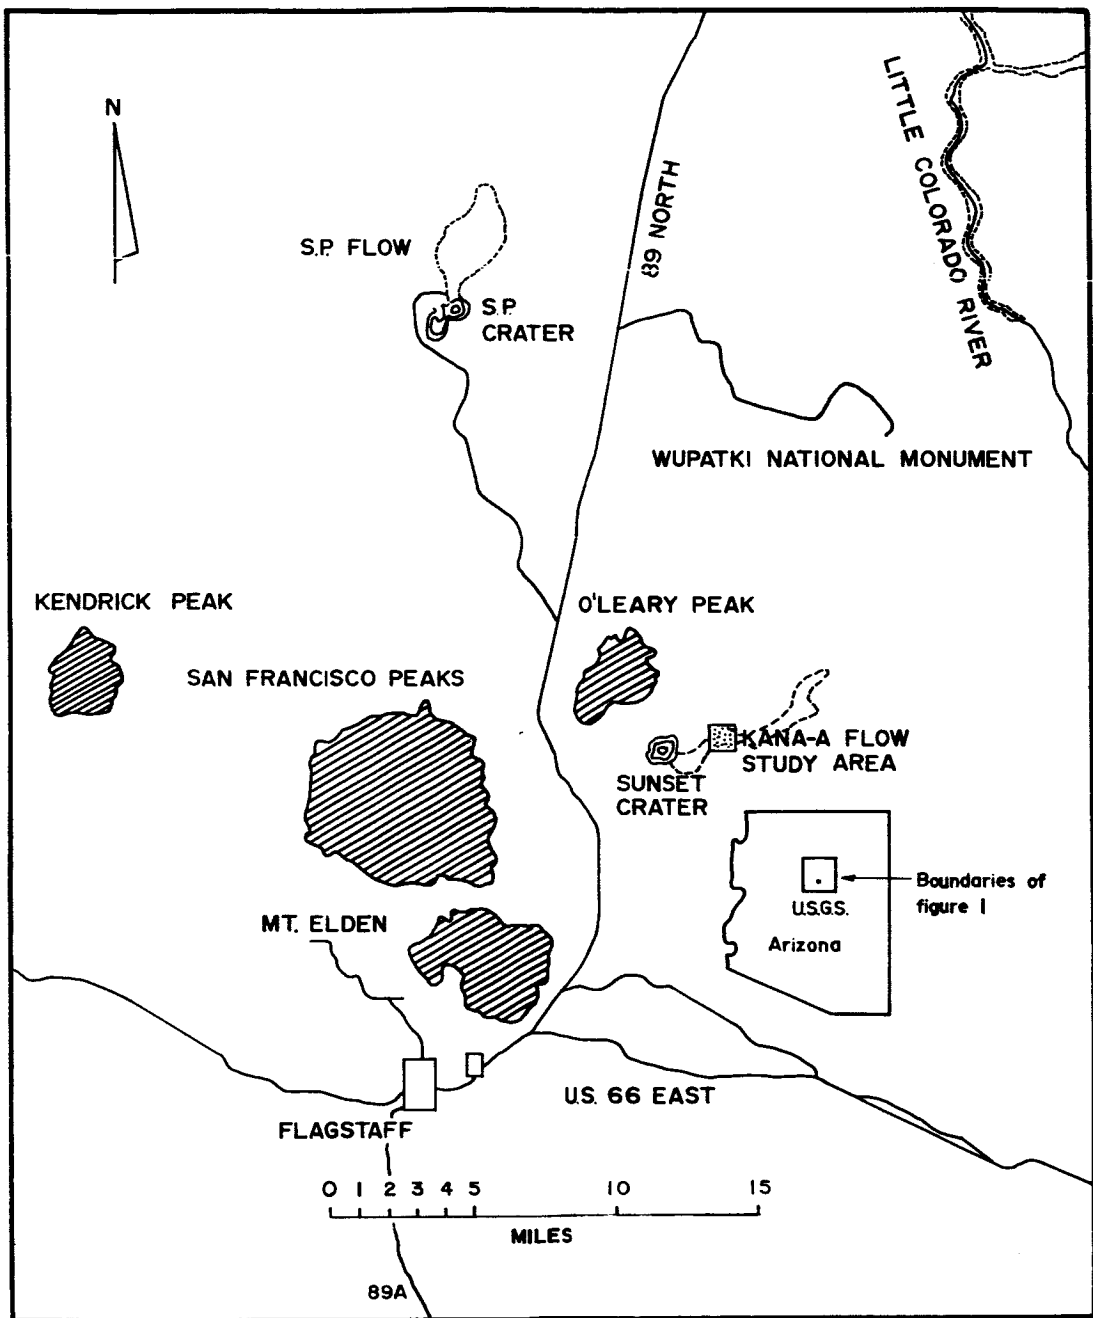 N
LITTLE COLORADO RIVER
89 NORTH
S.P. FLOW
S.P.
CRATER
WUPATKI NATIONAL MONUMENT
KENDRICK PEAK
O'LEARY PEAK
SAN FRANCISCO PEAKS
KANA-A FLOW
STUDY AREA
SUNSET
CRATER
Boundaries of
figure 1
U.S.G.S.
Arizona
MT. ELDEN
U.S. 66 EAST
FLAGSTAFF
0 1 2 3 4 5 10 15
MILES
89A